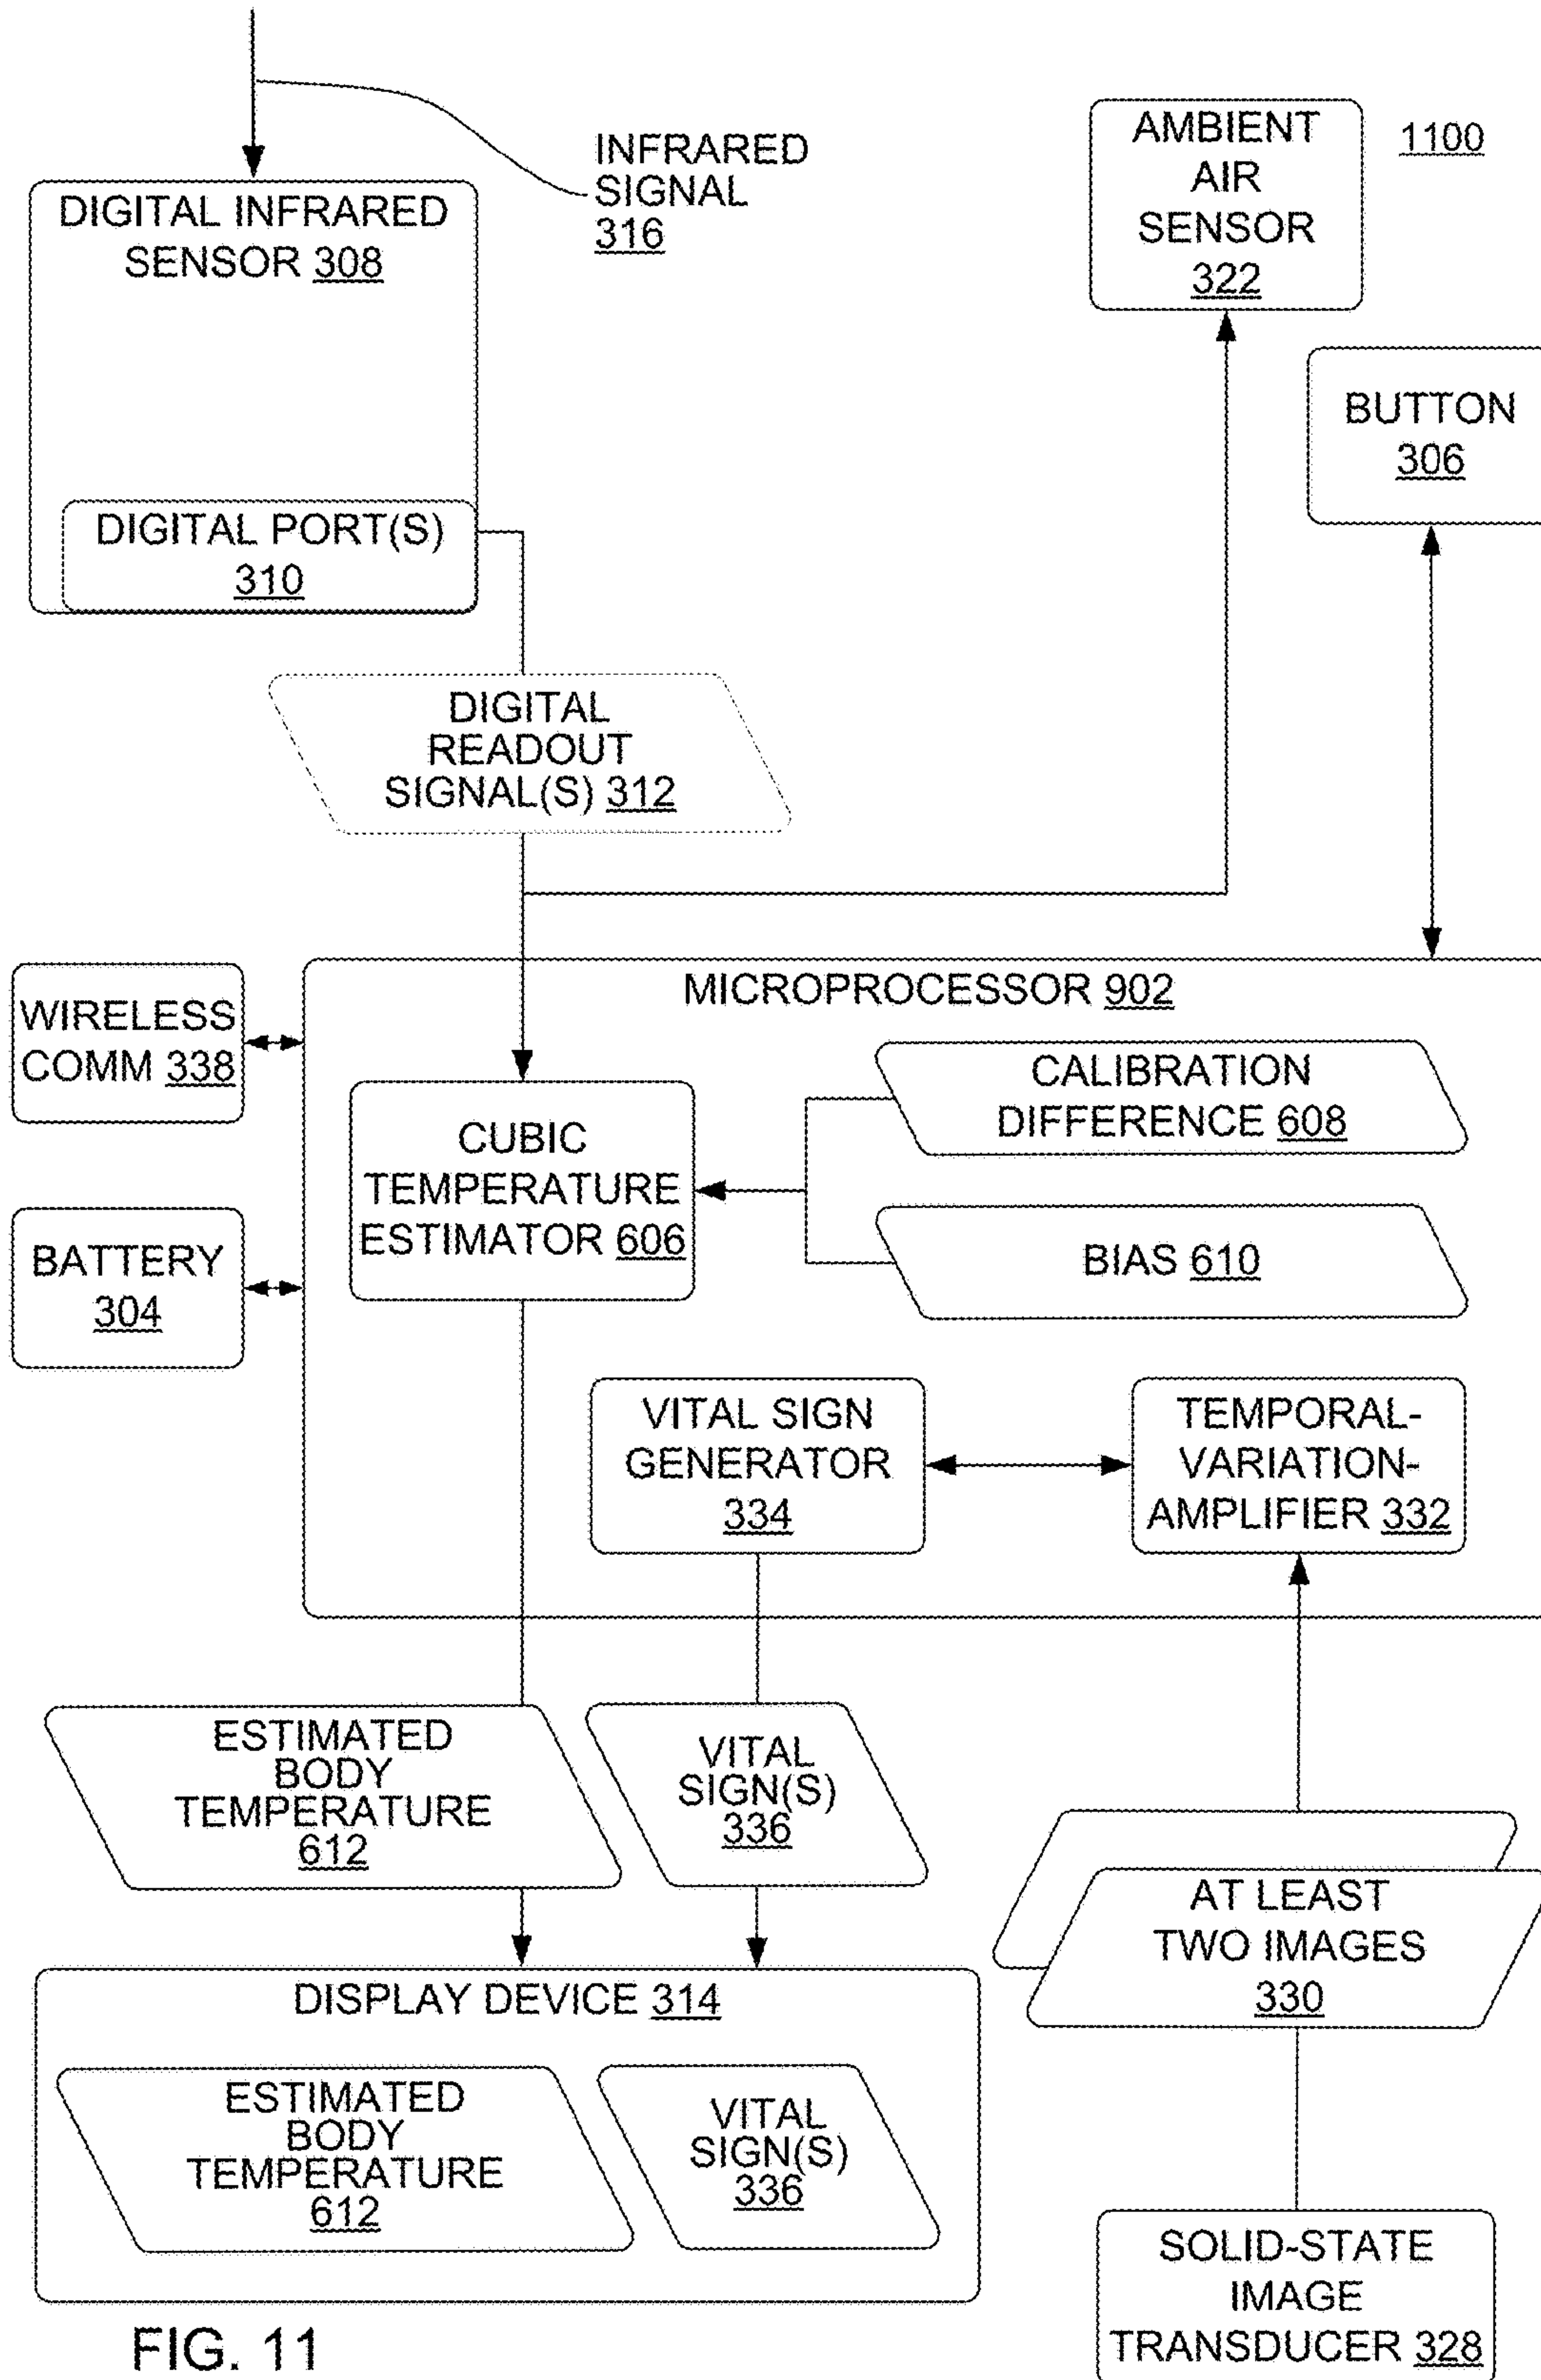 INFRARED
SIGNAL
316
AMBIENT
AIR
SENSOR
322
1100
DIGITAL INFRARED
SENSOR 308
BUTTON
306
DIGITAL PORT(S)
310
DIGITAL
READOUT
SIGNAL(S) 312
MICROPROCESSOR 902
WIRELESS
COMM 338
CALIBRATION
DIFFERENCE 608
CUBIC
TEMPERATURE
ESTIMATOR 606
BIAS 610
BATTERY
304
VITAL SIGN
GENERATOR
334
TEMPORAL-
VARIATION-
AMPLIFIER 332
ESTIMATED
BODY
TEMPERATURE
612
VITAL
SIGN(S)
336
AT LEAST
TWO IMAGES
330
DISPLAY DEVICE 314
ESTIMATED
BODY
TEMPERATURE
612
VITAL
SIGN(S)
336
SOLID-STATE
IMAGE
TRANSDUCER 328
FIG. 11